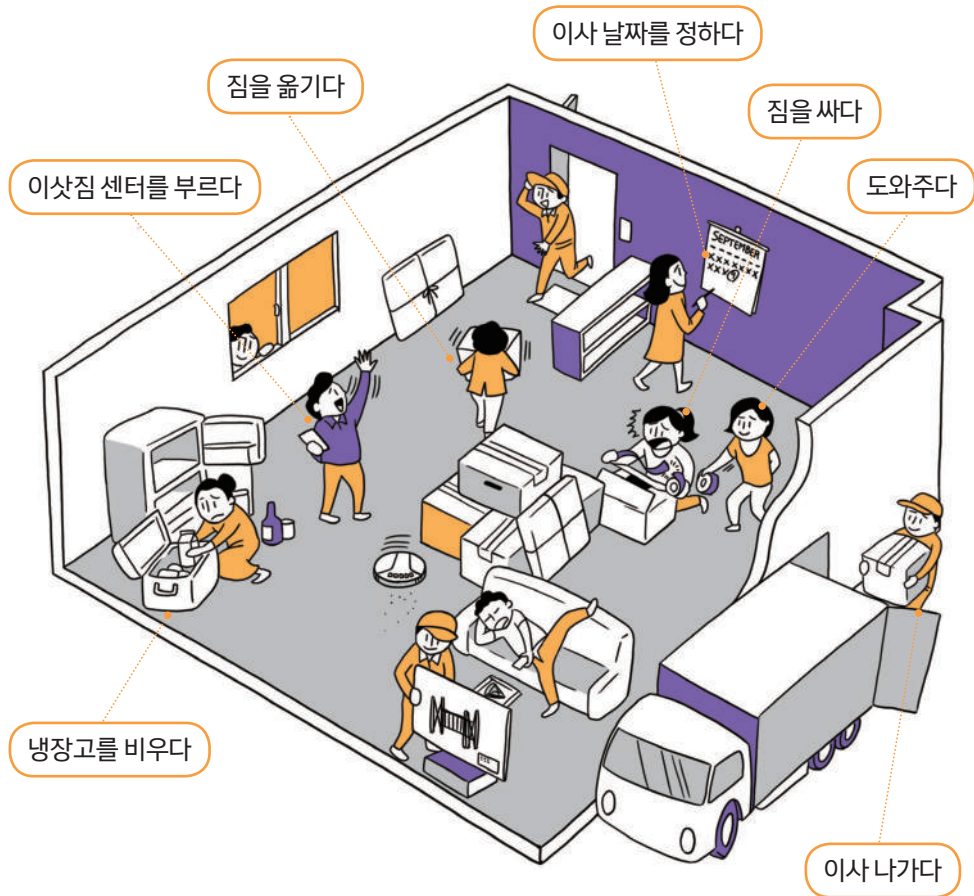 이사 날짜를 정하다
짐을 옮기다
짐을 싸다
이삿짐 센터를 부르다
도와주다
SEPTEMBER
XXXXXXX
XXX
냉장고를 비우다
이사 나가다